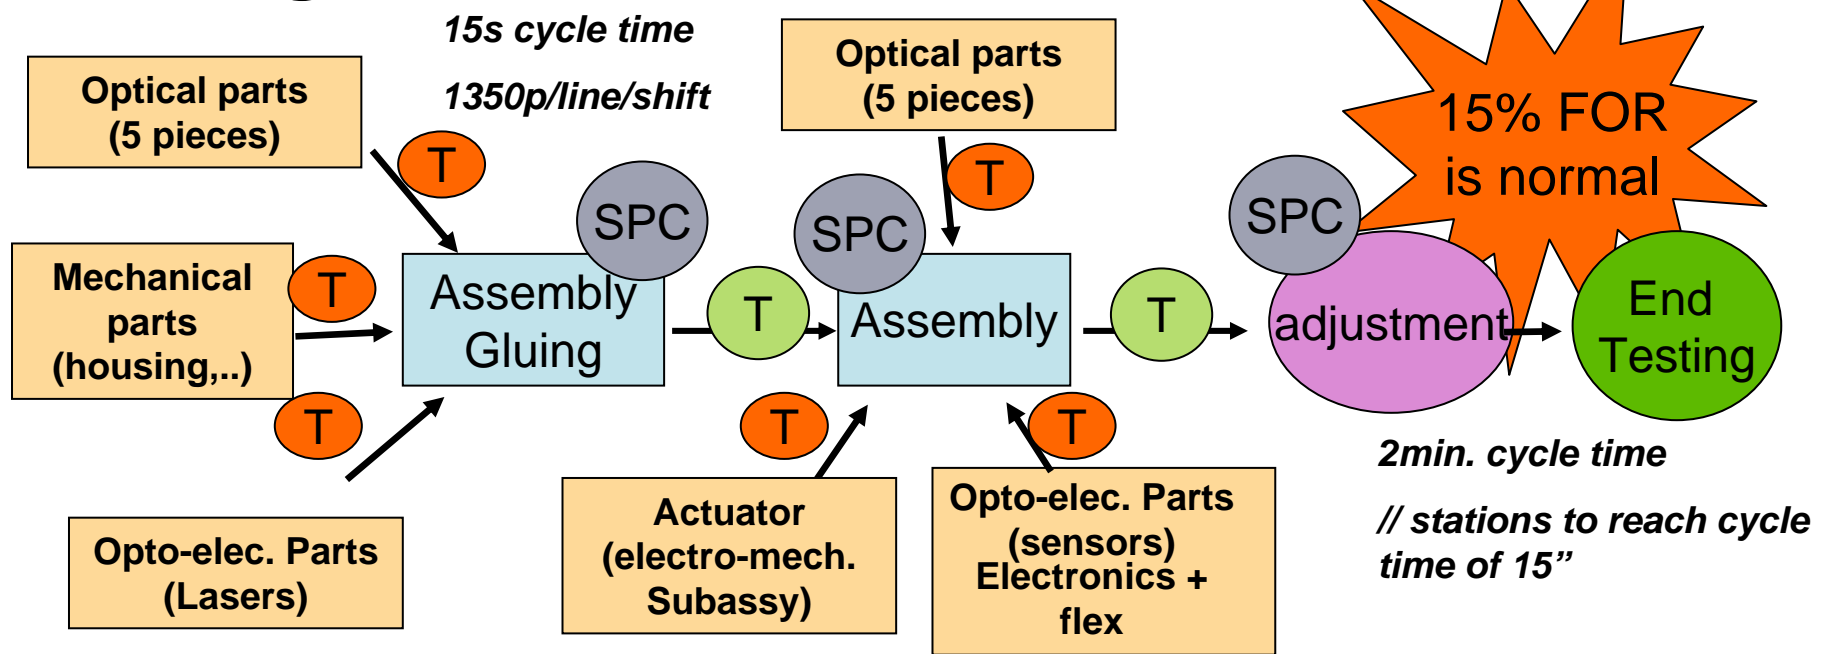 15s cycle time
1350p/line/shift
Optical parts
(5 pieces)
T
Optical parts
(5 pieces)
T
15% FOR
is normal
SPC
SPC
SPC
Mechanical
parts
(housing,..)
T
Assembly
Gluing
T
Assembly
T
adjustment
End
Testing
T
T
T
Opto-elec. Parts
(Lasers)
Actuator
(electro-mech.
Subassy)
Opto-elec. Parts
(sensors)
Electronics +
flex
2min. cycle time
// stations to reach cycle
time of 15”